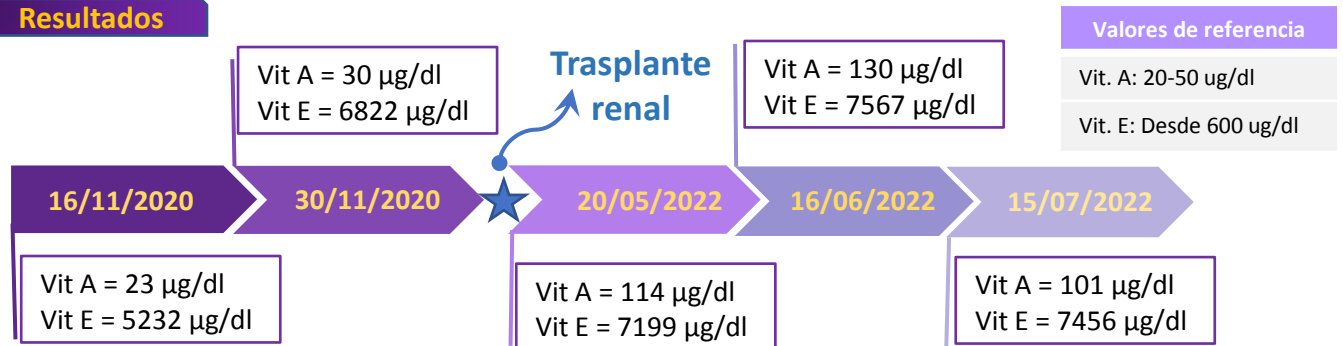 Resultados
Vit A = 30 µg/dl
Vit E = 6822 µg/dl
Trasplante
renal
Vit A = 130 µg/dl
Vit E = 7567 µg/dl
Valores de referencia
Vit. A: 20-50 ug/dl
Vit. E: Desde 600 ug/dl
16/11/2020
30/11/2020
20/05/2022
16/06/2022
15/07/2022
Vit A = 23 µg/dl
Vit E = 5232 µg/dl
Vit A = 114 µg/dl
Vit E = 7199 µg/dl
Vit A = 101 µg/dl
Vit E = 7456 µg/dl